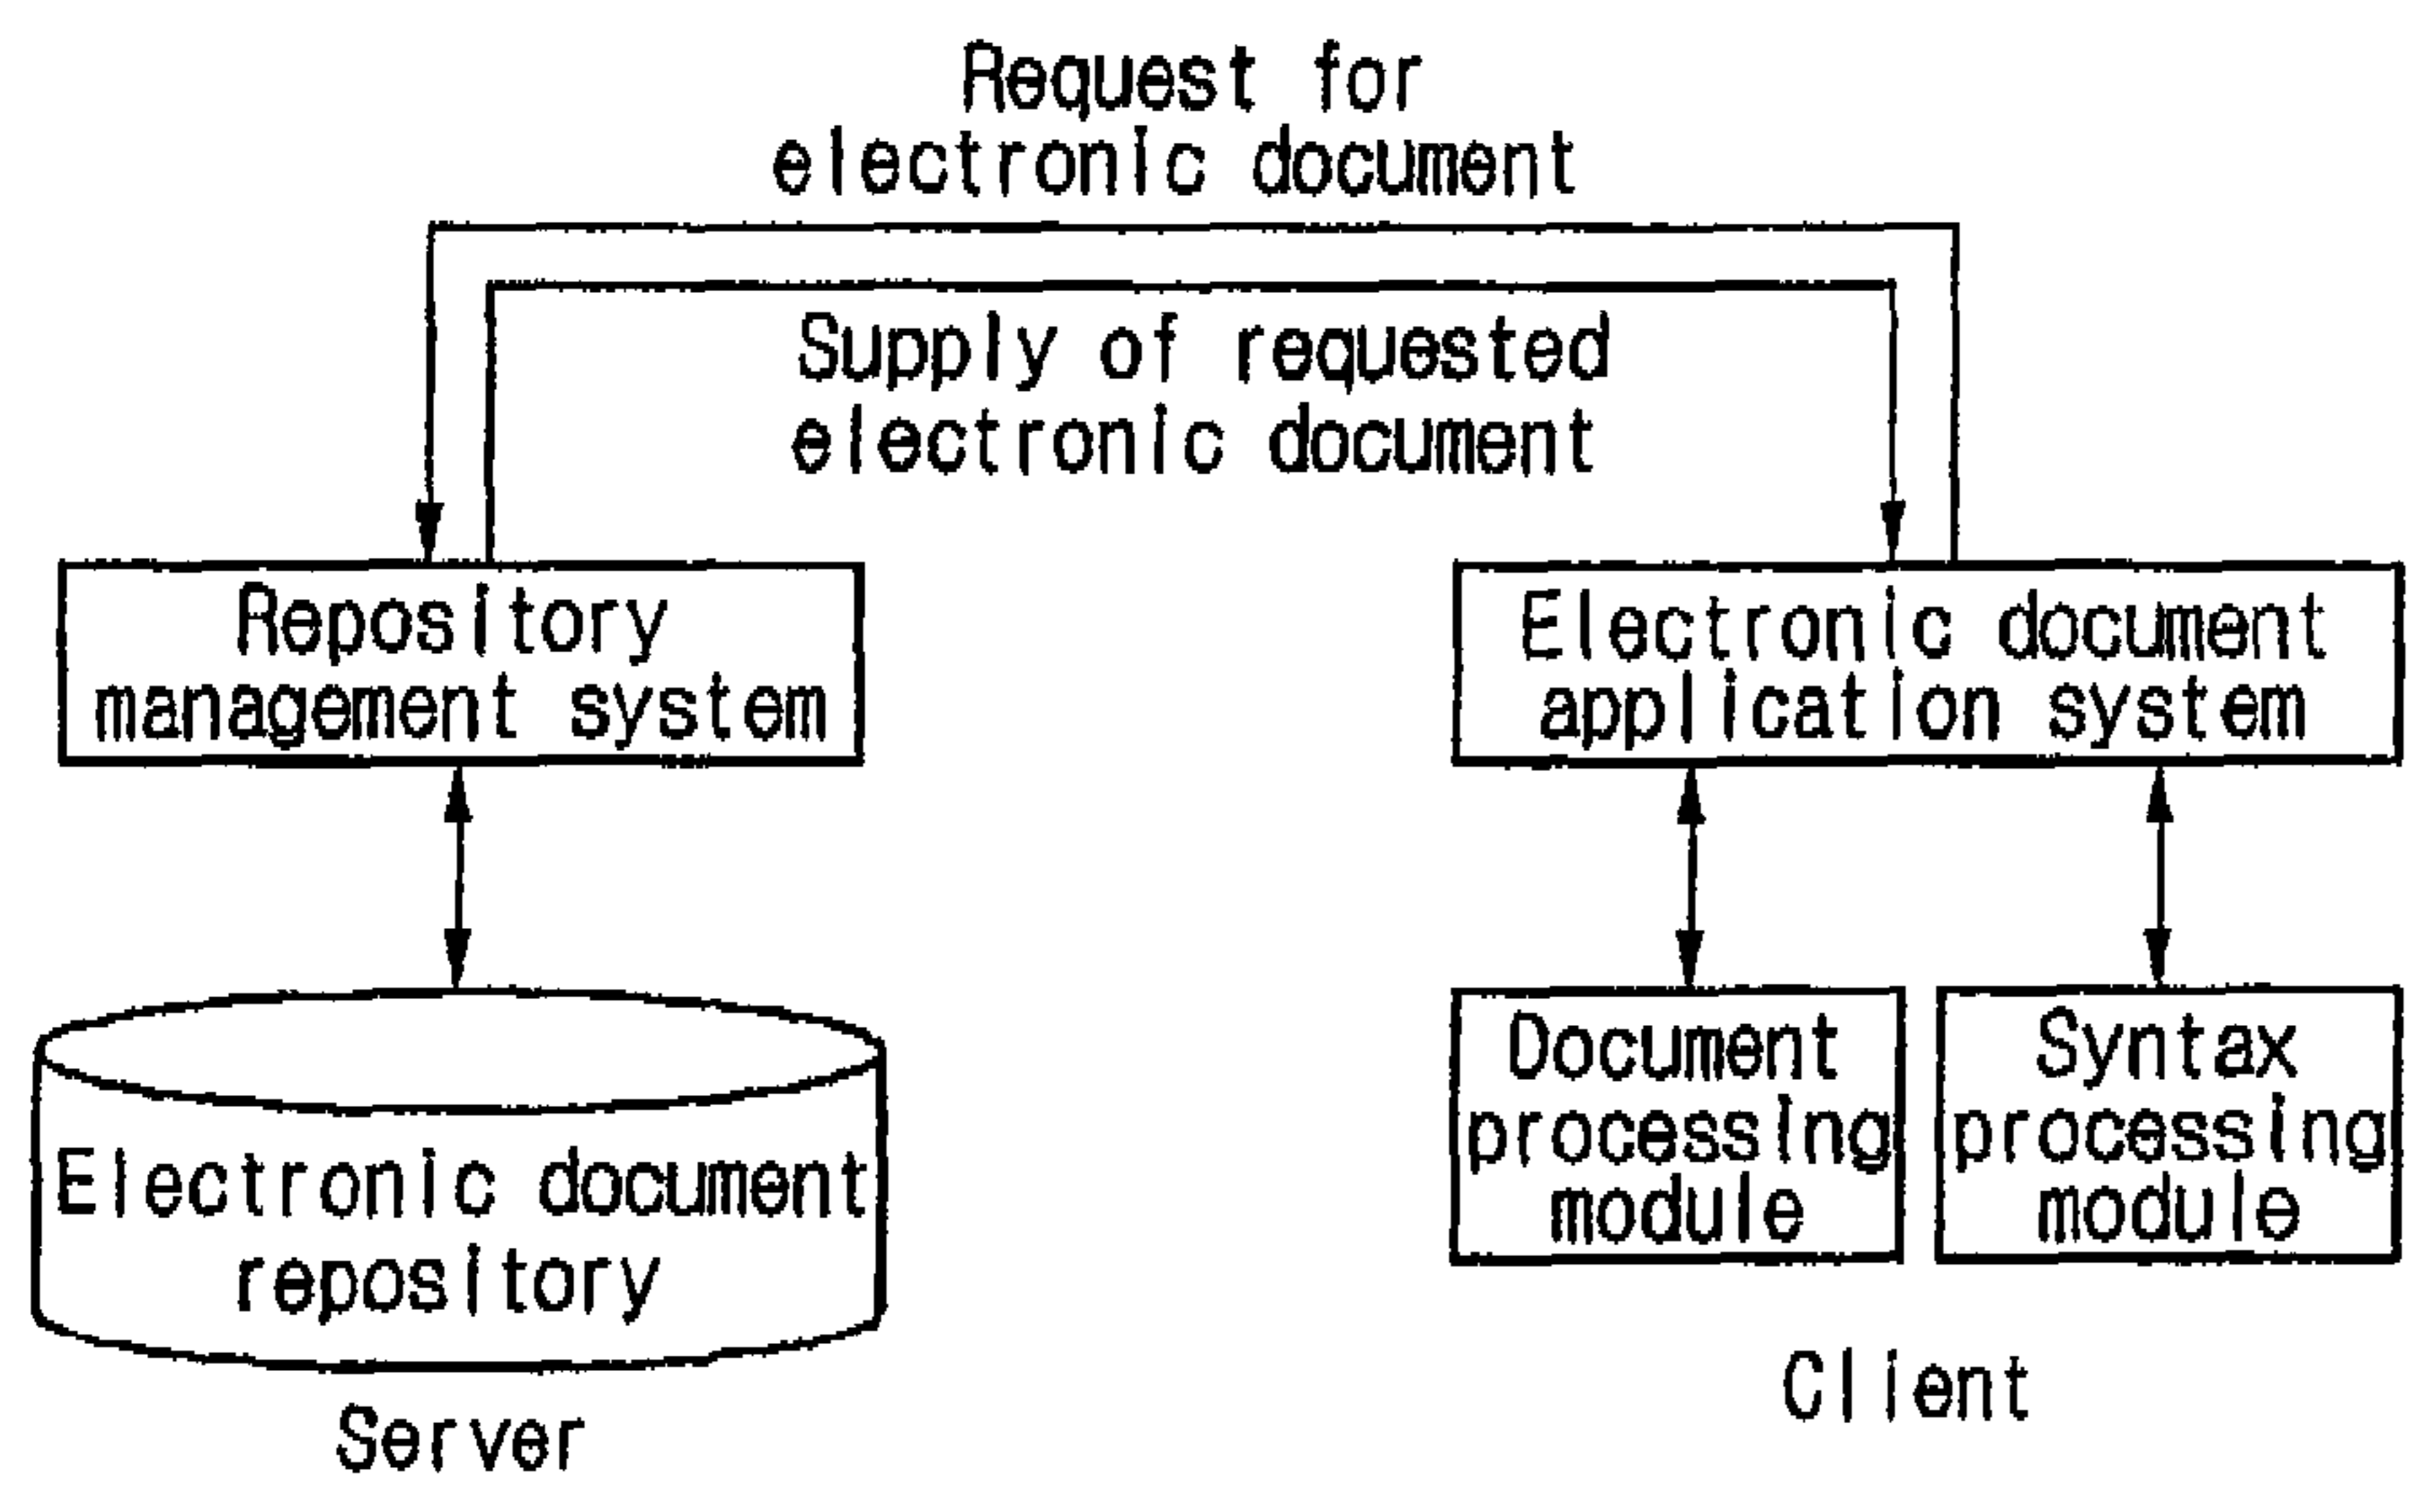 Request for
electronic document
Supply of requested
electronic document
Repository
management system
Electronic document
application system
Electronic document
repository
Server
Document
processing
module
Syntax
processing
module
Client